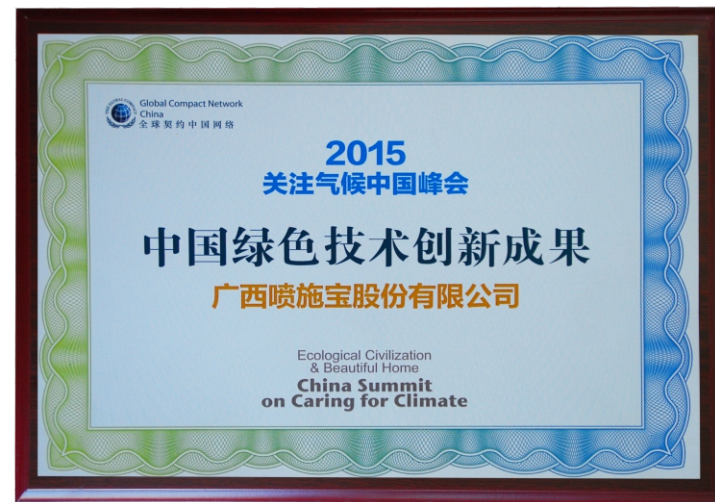 Global Compact Network
China
全球契约中国网络
2015
关注气候中国峰会
中国绿色技术创新成果
广西喷施宝股份有限公司
Ecological Civilization
& Beautiful Home
China Summit
on Caring for Climate